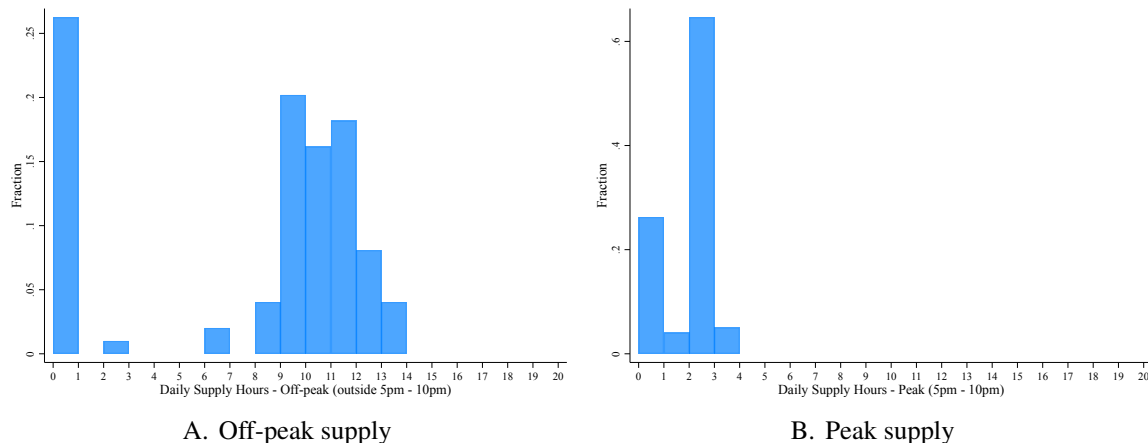 Fraction
0 .05 .1 .15 .2 .25
0 1 2 3 4 5 6 7 8 9 10 11 12 13 14 15 16 17 18 19 20
Daily Supply Hours - Off-peak (outside 5pm - 10pm)
A. Off-peak supply
Fraction
0 .2 .4 .6
0 1 2 3 4 5 6 7 8 9 10 11 12 13 14 15 16 17 18 19 20
Daily Supply Hours - Peak (5pm - 10pm)
B. Peak supply